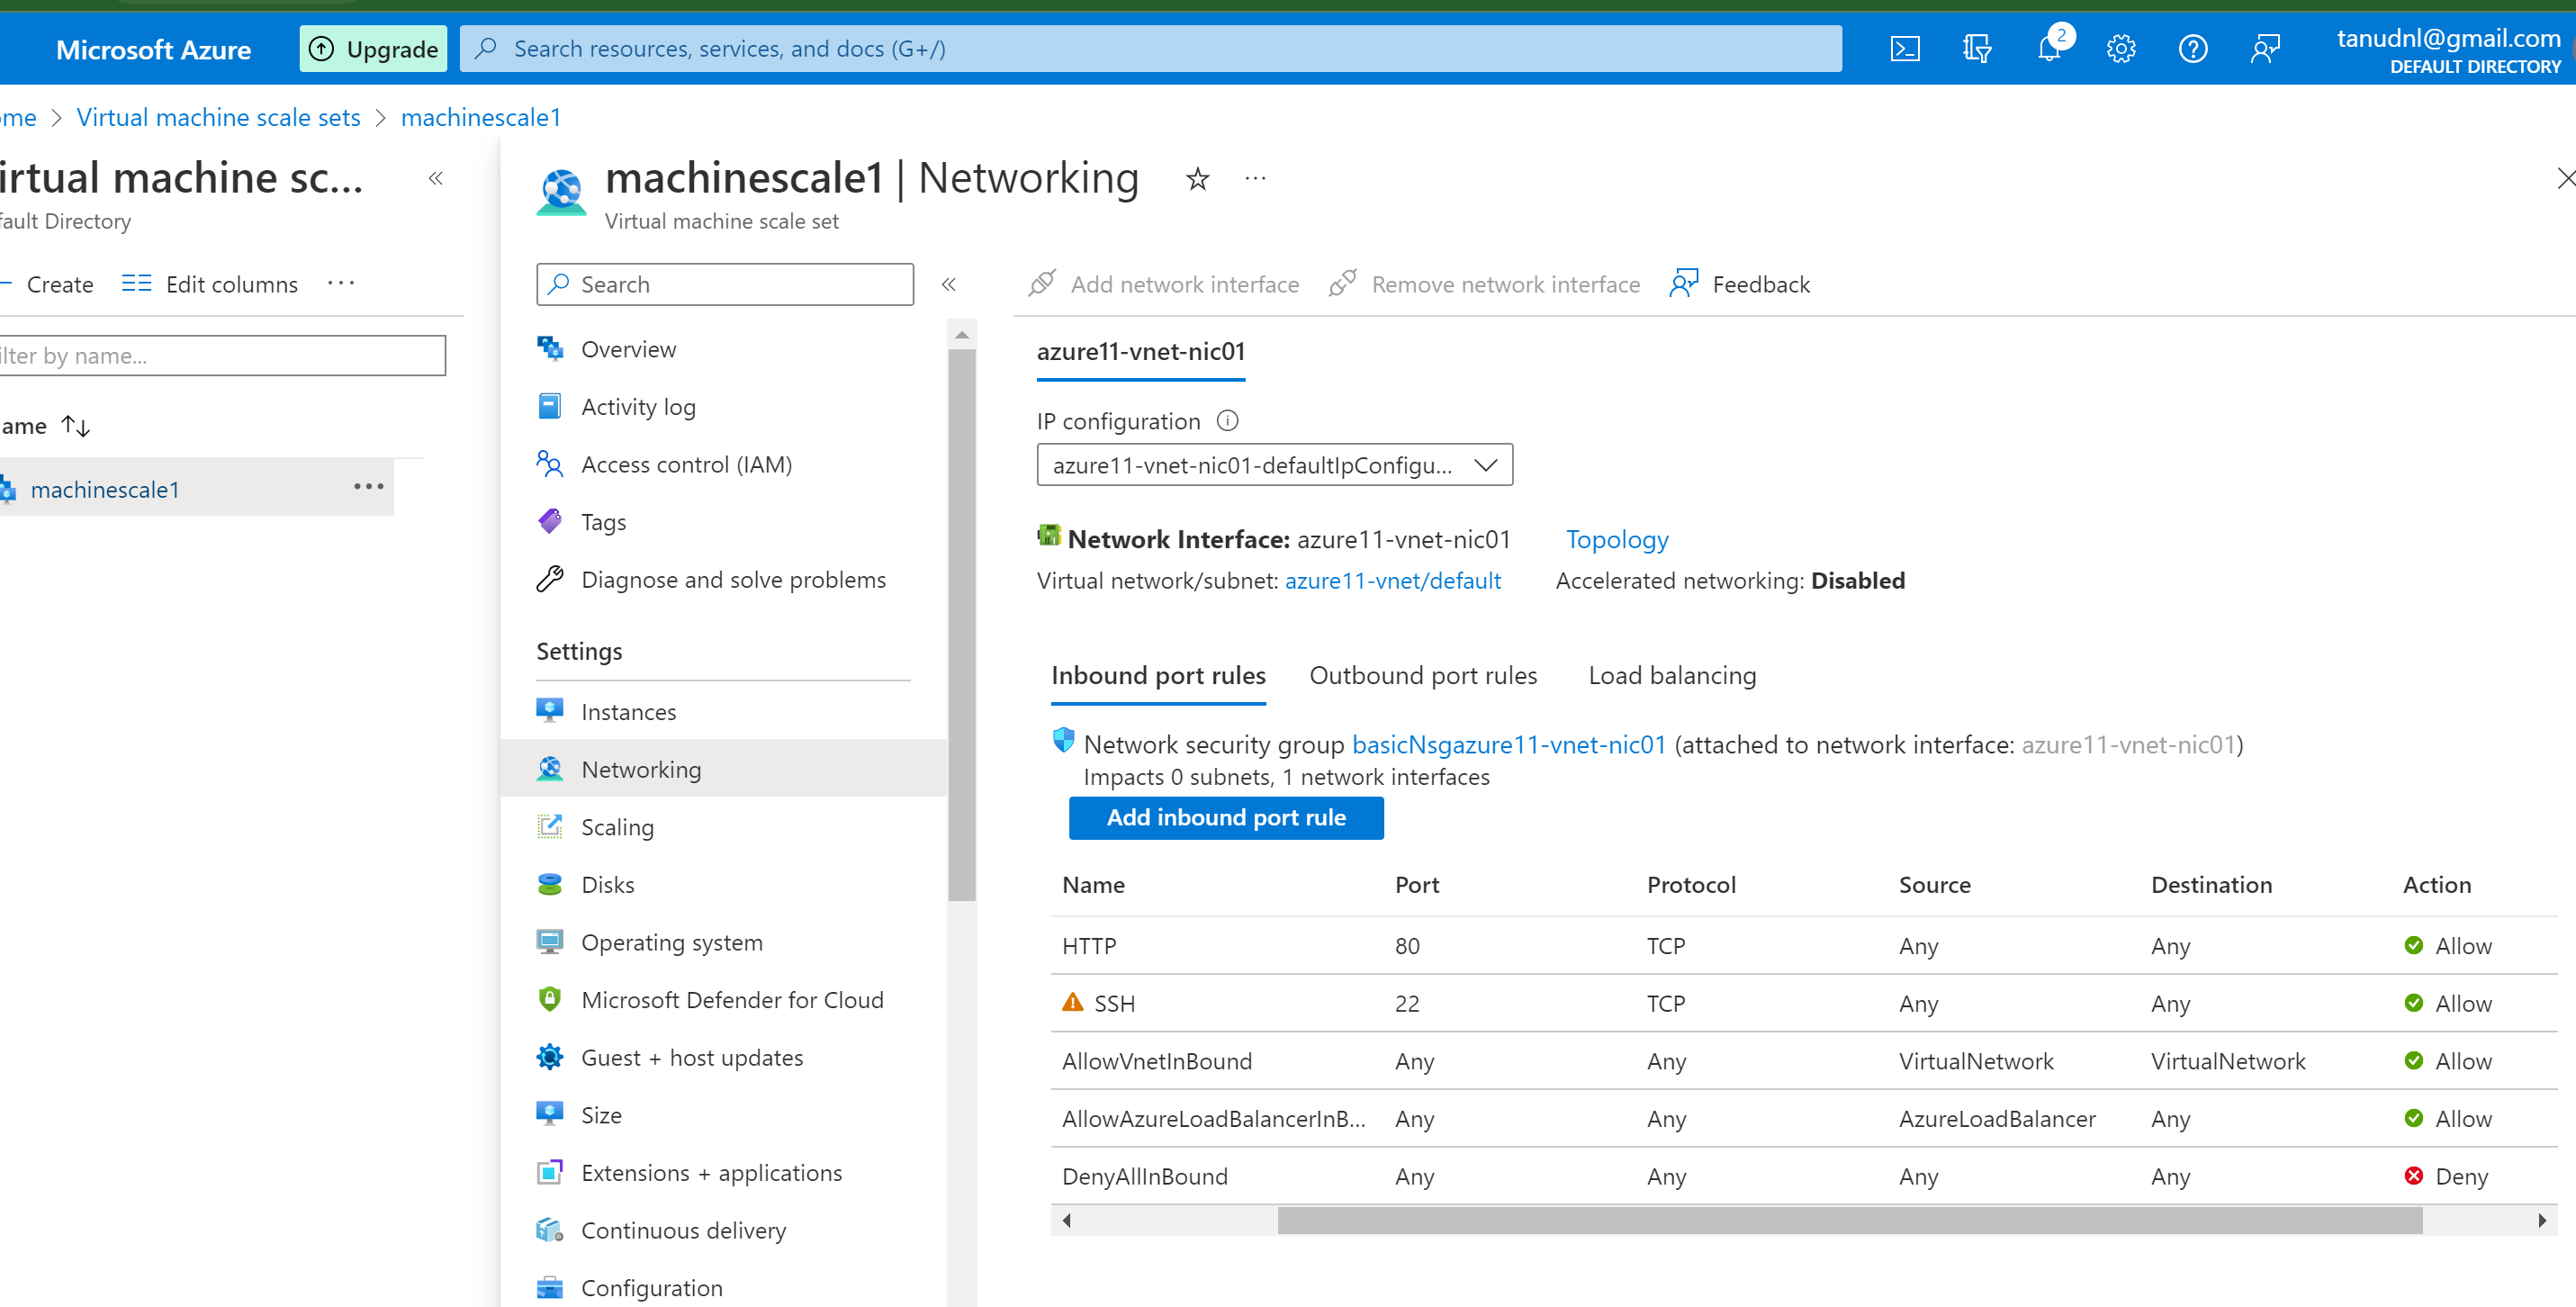 Microsoft Azure
Upgrade
Search resources, services, and docs (G+/)
2
tanudnl@gmail.com
DEFAULT DIRECTORY
ome > Virtual machine scale sets > machinescale1
irtual machine sc...
fault Directory
Create
Edit columns
...
ilter by name...
ame
machinescale1
...
machinescale1 | Networking
...
Virtual machine scale set
Search
Overview
Activity log
Access control (IAM)
Tags
Diagnose and solve problems
Settings
Instances
Networking
Scaling
Disks
Operating system
Microsoft Defender for Cloud
Guest + host updates
Size
Extensions + applications
Continuous delivery
Configuration
Add network interface
Remove network interface
Feedback
azure11-vnet-nic01
IP configuration
azure11-vnet-nic01-defaultIpConfigu...
Network Interface: azure11-vnet-nic01 Topology
Virtual network/subnet: azure11-vnet/default Accelerated networking: Disabled
Inbound port rules Outbound port rules Load balancing
Network security group basicNsgazure11-vnet-nic01 (attached to network interface: azure11-vnet-nic01)
Impacts 0 subnets, 1 network interfaces
Add inbound port rule
Name Port Protocol Source Destination Action
HTTP 80 TCP Any Any Allow
SSH 22 TCP Any Any Allow
AllowVnetInBound Any Any VirtualNetwork VirtualNetwork Allow
AllowAzureLoadBalancerInB... Any Any AzureLoadBalancer Any Allow
DenyAllInBound Any Any Any Any Deny